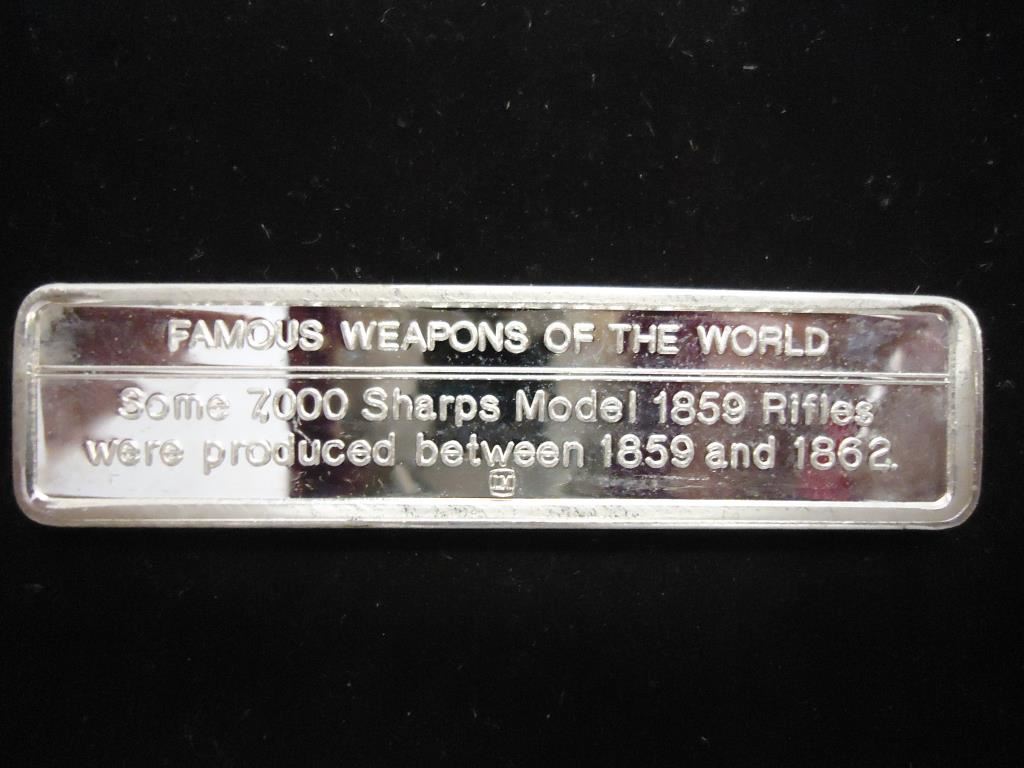 FAMOUS WEAPONS OF THE WORLD
Some 7,000 Sharps Model 1859 Rifles
were produced between 1859 and 1862.